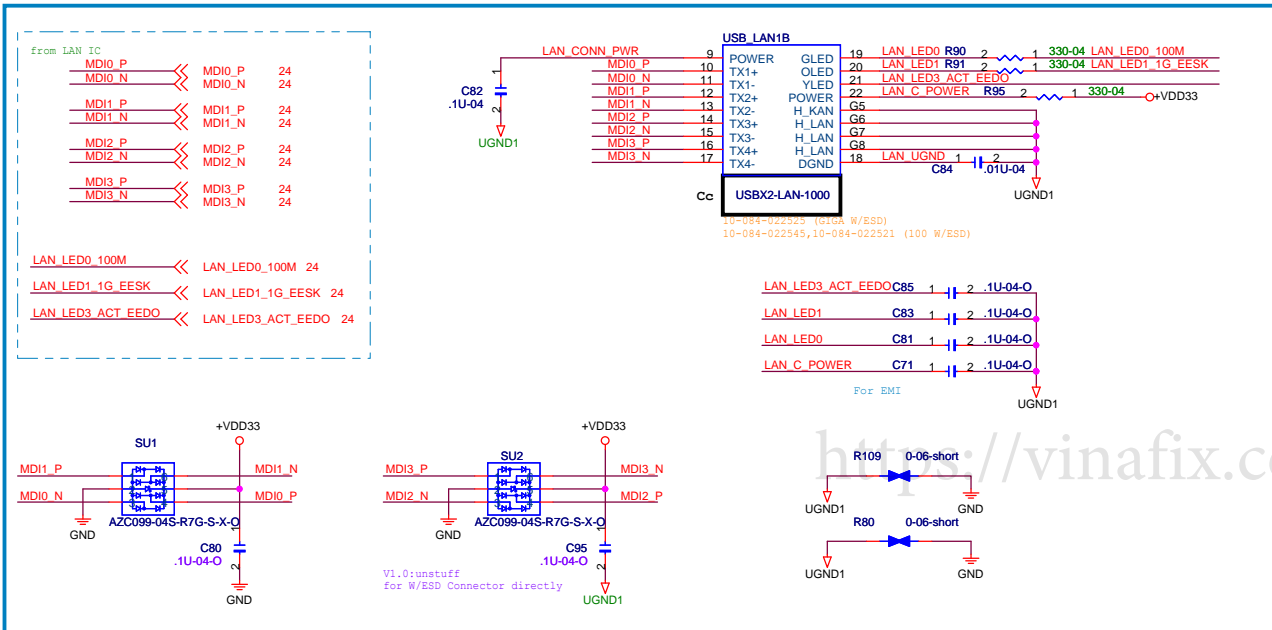 from LAN IC
MDI0_P
MDI0_N
MDI0_P 24
MDI0_N 24
MDI1_P
MDI1_N
MDI1_P 24
MDI1_N 24
MDI2_P
MDI2_N
MDI2_P 24
MDI2_N 24
MDI3_P
MDI3_N
MDI3_P 24
MDI3_N 24
LAN_LED0_100M
LAN_LED0_100M 24
LAN_LED1_1G_EESK
LAN_LED1_1G_EESK 24
LAN_LED3_ACT_EEDO
LAN_LED3_ACT_EEDO 24
USB_LAN1B
LAN_CONN_PWR 9 POWER
MDI0_P 10 TX1+
MDI0_N 11 TX1-
MDI1_P 12 TX2+
MDI1_N 13 TX2-
MDI2_P 14 TX3+
MDI2_N 15 TX3-
MDI3_P 16 TX4+
MDI3_N 17 TX4-
1
C82
.1U-04
2
UGND1
GLED 19 LAN_LED0 R90 2 1 330-04 LAN_LED0_100M
OLED 20 LAN_LED1 R91 2 1 330-04 LAN_LED1_1G_EESK
YLED 21 LAN_LED3_ACT_EEDO
POWER 22 LAN_C_POWER R95 2 1 330-04 +VDD33
H_KAN G5
H_LAN G6
H_LAN G7
H_LAN G8
DGND 18 LAN_UGND 1 2
C84 .01U-04
UGND1
Cc USBX2-LAN-1000
10-084-022525 (GIGA W/ESD)
10-084-022545,10-084-022521 (100 W/ESD)
LAN_LED3_ACT_EEDO C85 1 2 .1U-04-O
LAN_LED1 C83 1 2 .1U-04-O
LAN_LED0 C81 1 2 .1U-04-O
LAN_C_POWER C71 1 2 .1U-04-O
For EMI
UGND1
+VDD33
SU1
MDI1_P MDI1_N
MDI0_N MDI0_P
GND
AZC099-04S-R7G-S-X-O
1
C80
.1U-04-O
2
GND
+VDD33
SU2
MDI3_P MDI3_N
MDI2_N MDI2_P
GND
AZC099-04S-R7G-S-X-O
1
C95
.1U-04-O
2
UGND1
V1.0:unstuff
for W/ESD Connector directly
https://vinafix.co
R109 0-06-short
UGND1 GND
R80 0-06-short
UGND1 GND